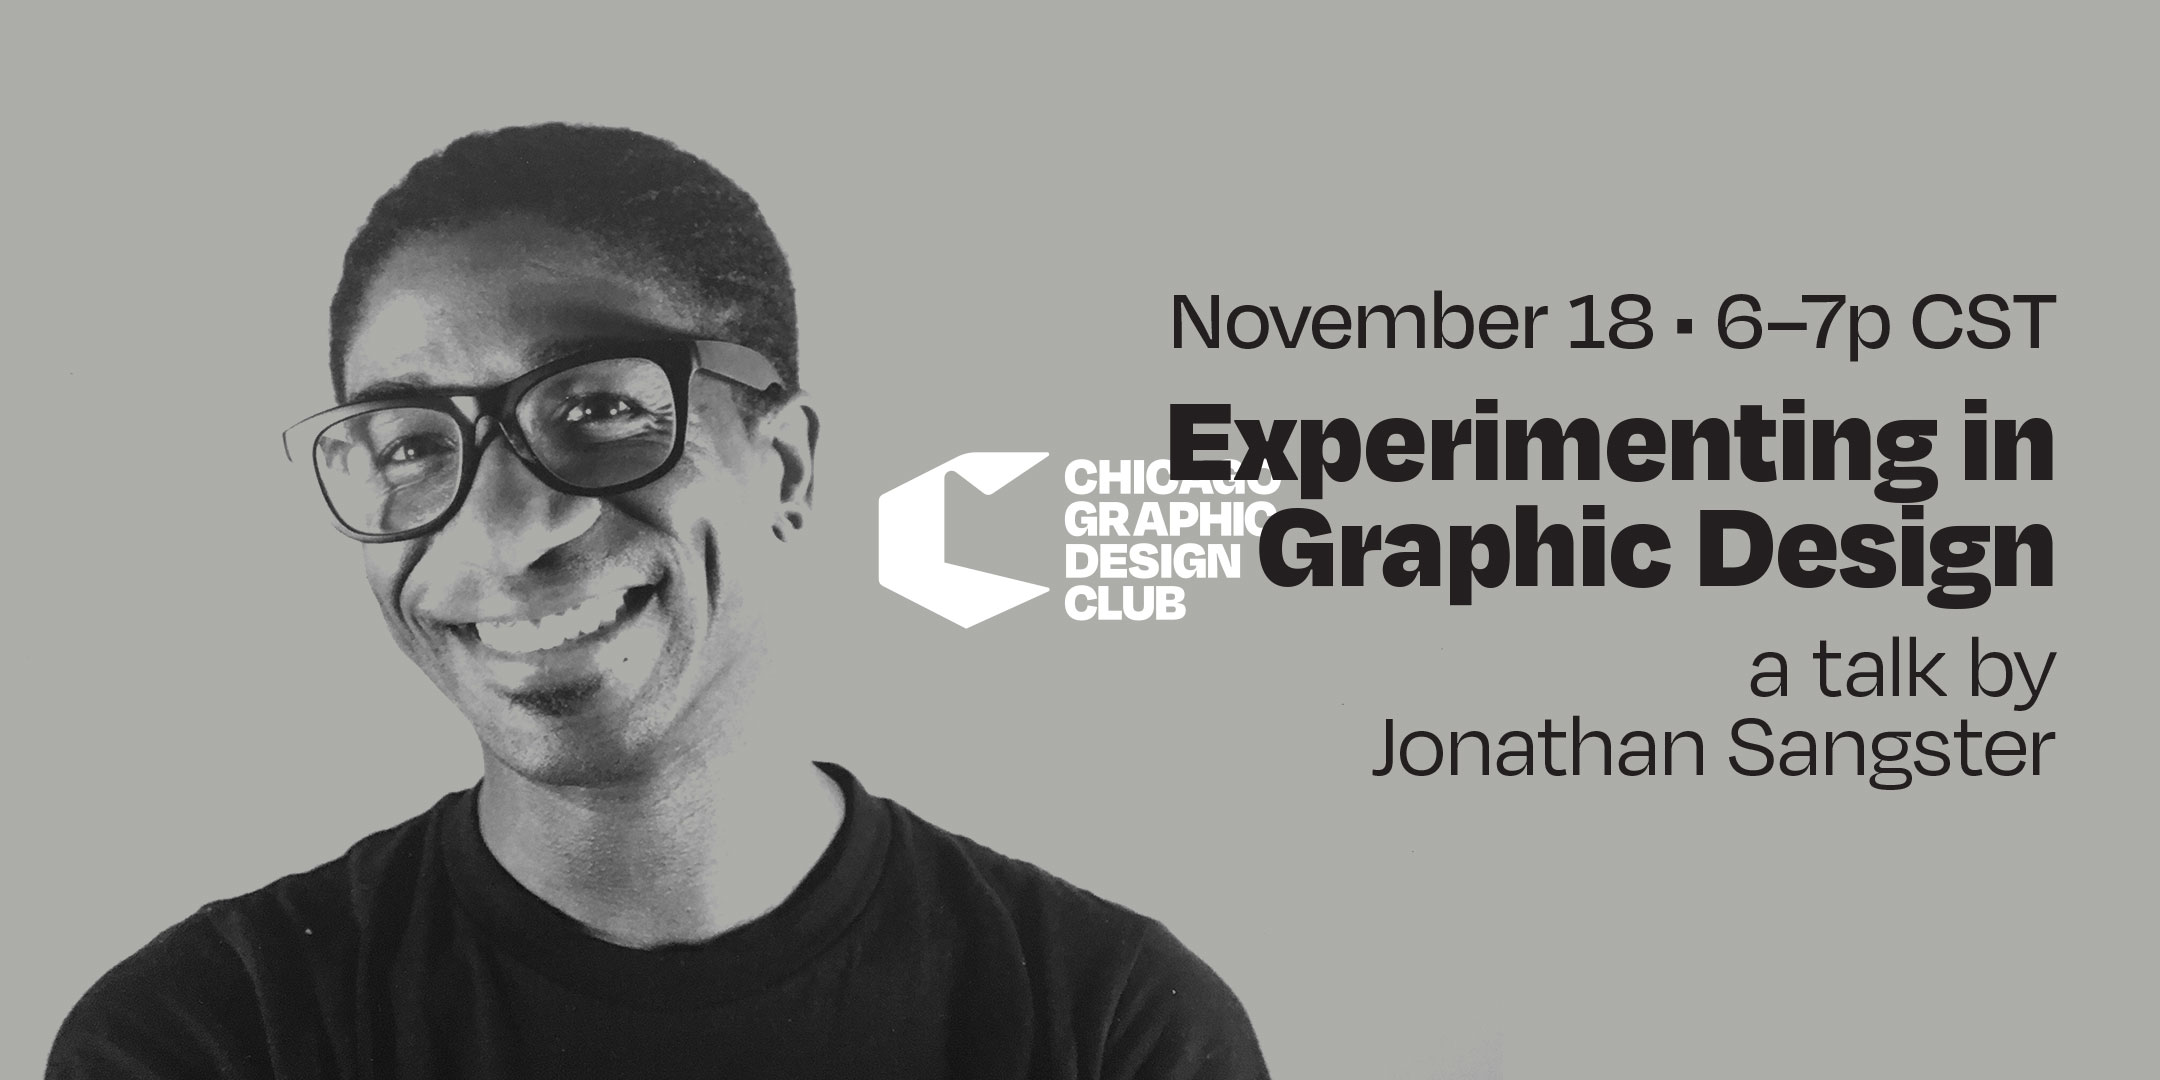 November 18 ▪ 6–7p CST
Experimenting in
Graphic Design
a talk by
Jonathan Sangster
CHICAGO
GRAPHIC
DESIGN
CLUB